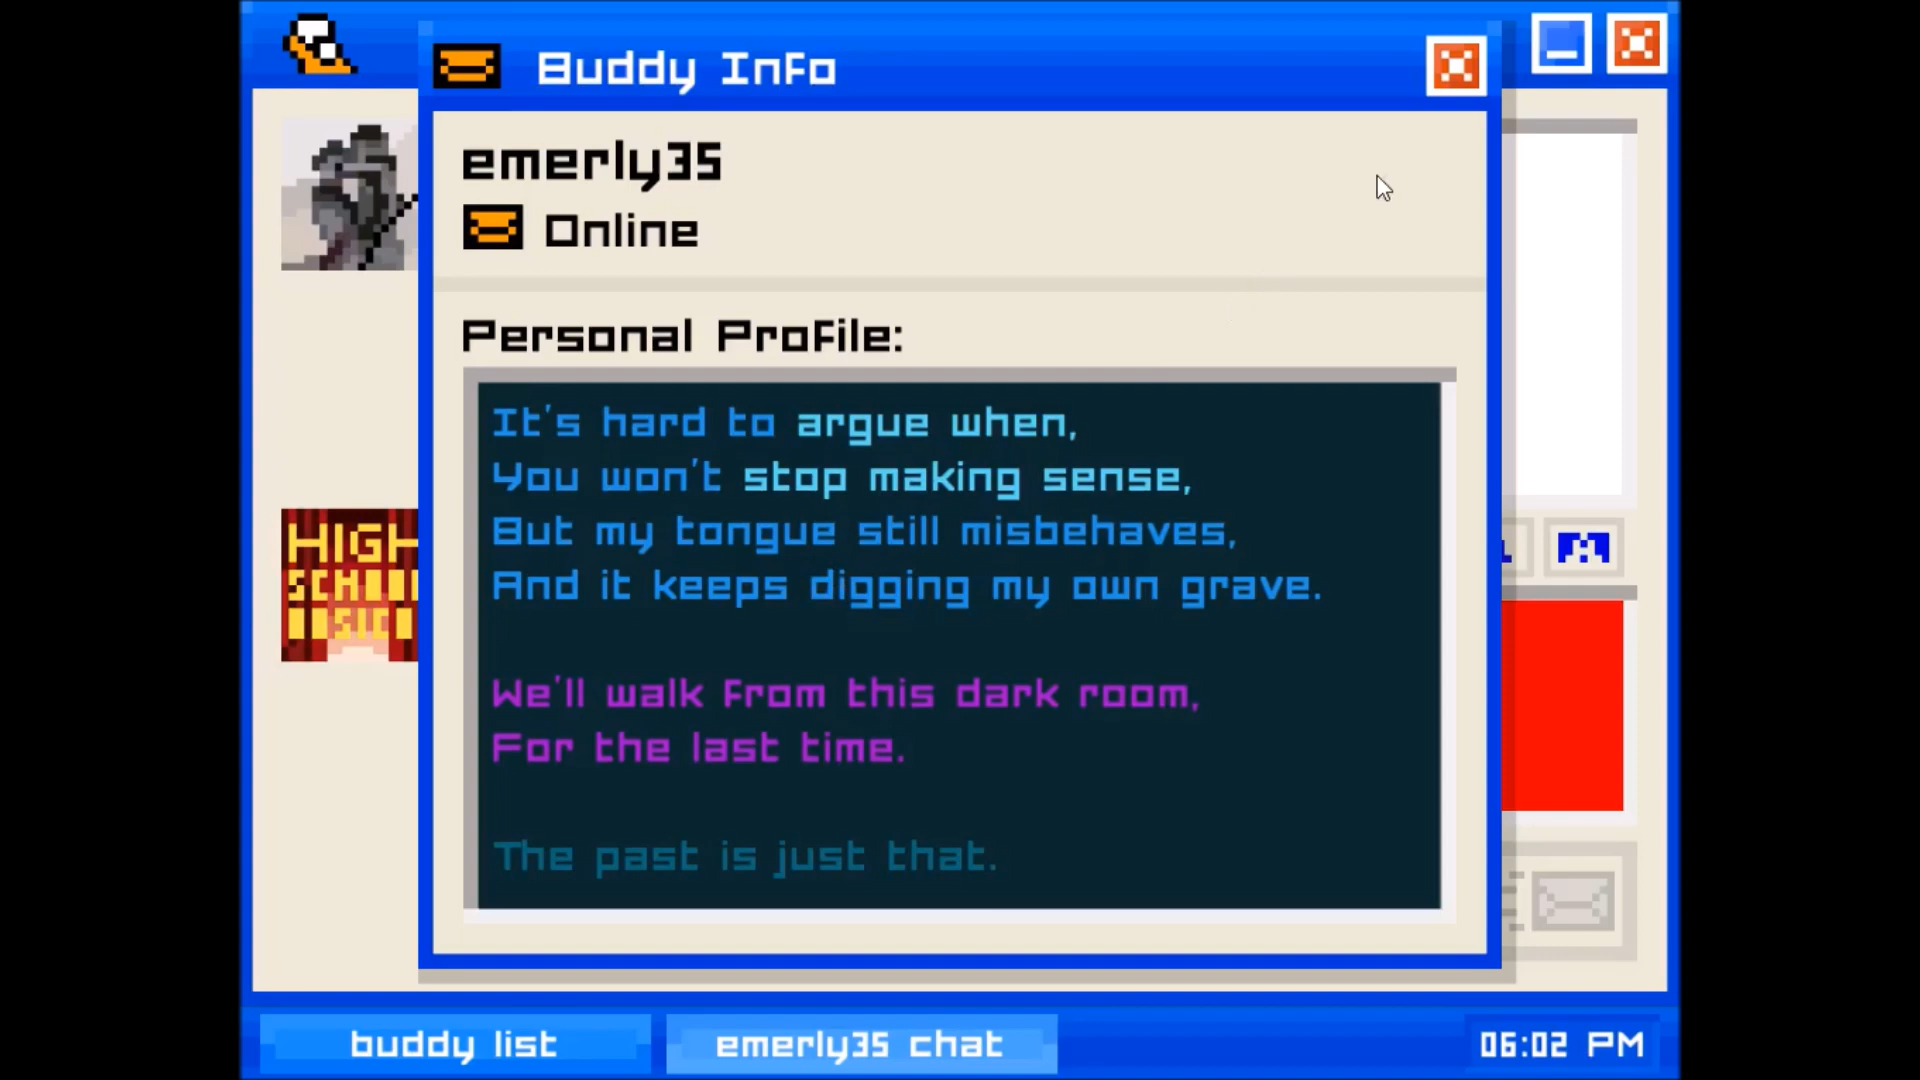 Buddy Info
emerly35
Online
Personal Profile:
It's hard to argue when,
You won't stop making sense,
But my tongue still misbehaves,
And it keeps digging my own grave.
We'll walk from this dark room,
For the last time.
The past is just that.
HIGH
buddy list
emerly35 chat
06:02 PM